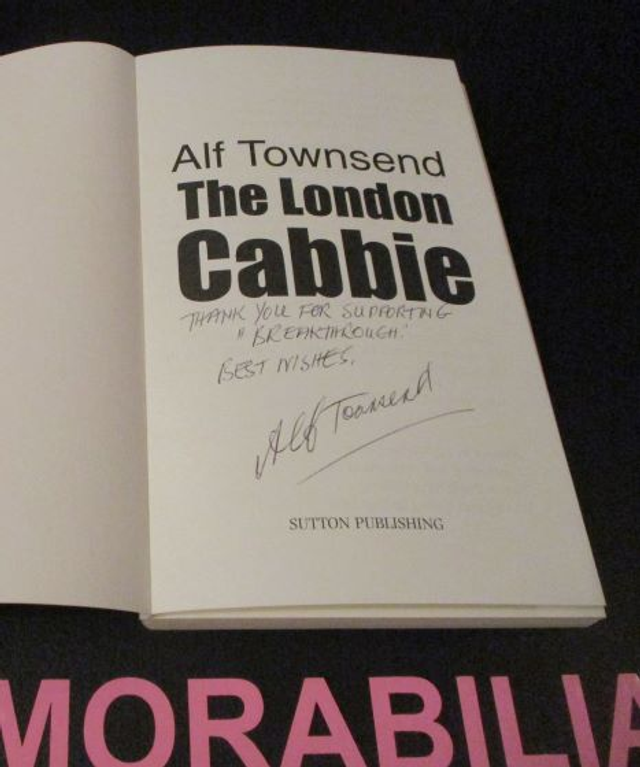 Alf Townsend
The London
Cabbie
THANK YOU FOR SUPPORTING
"BREAKTHROUGH."
BEST WISHES.
Alf Townsend
SUTTON PUBLISHING
MORABILIA